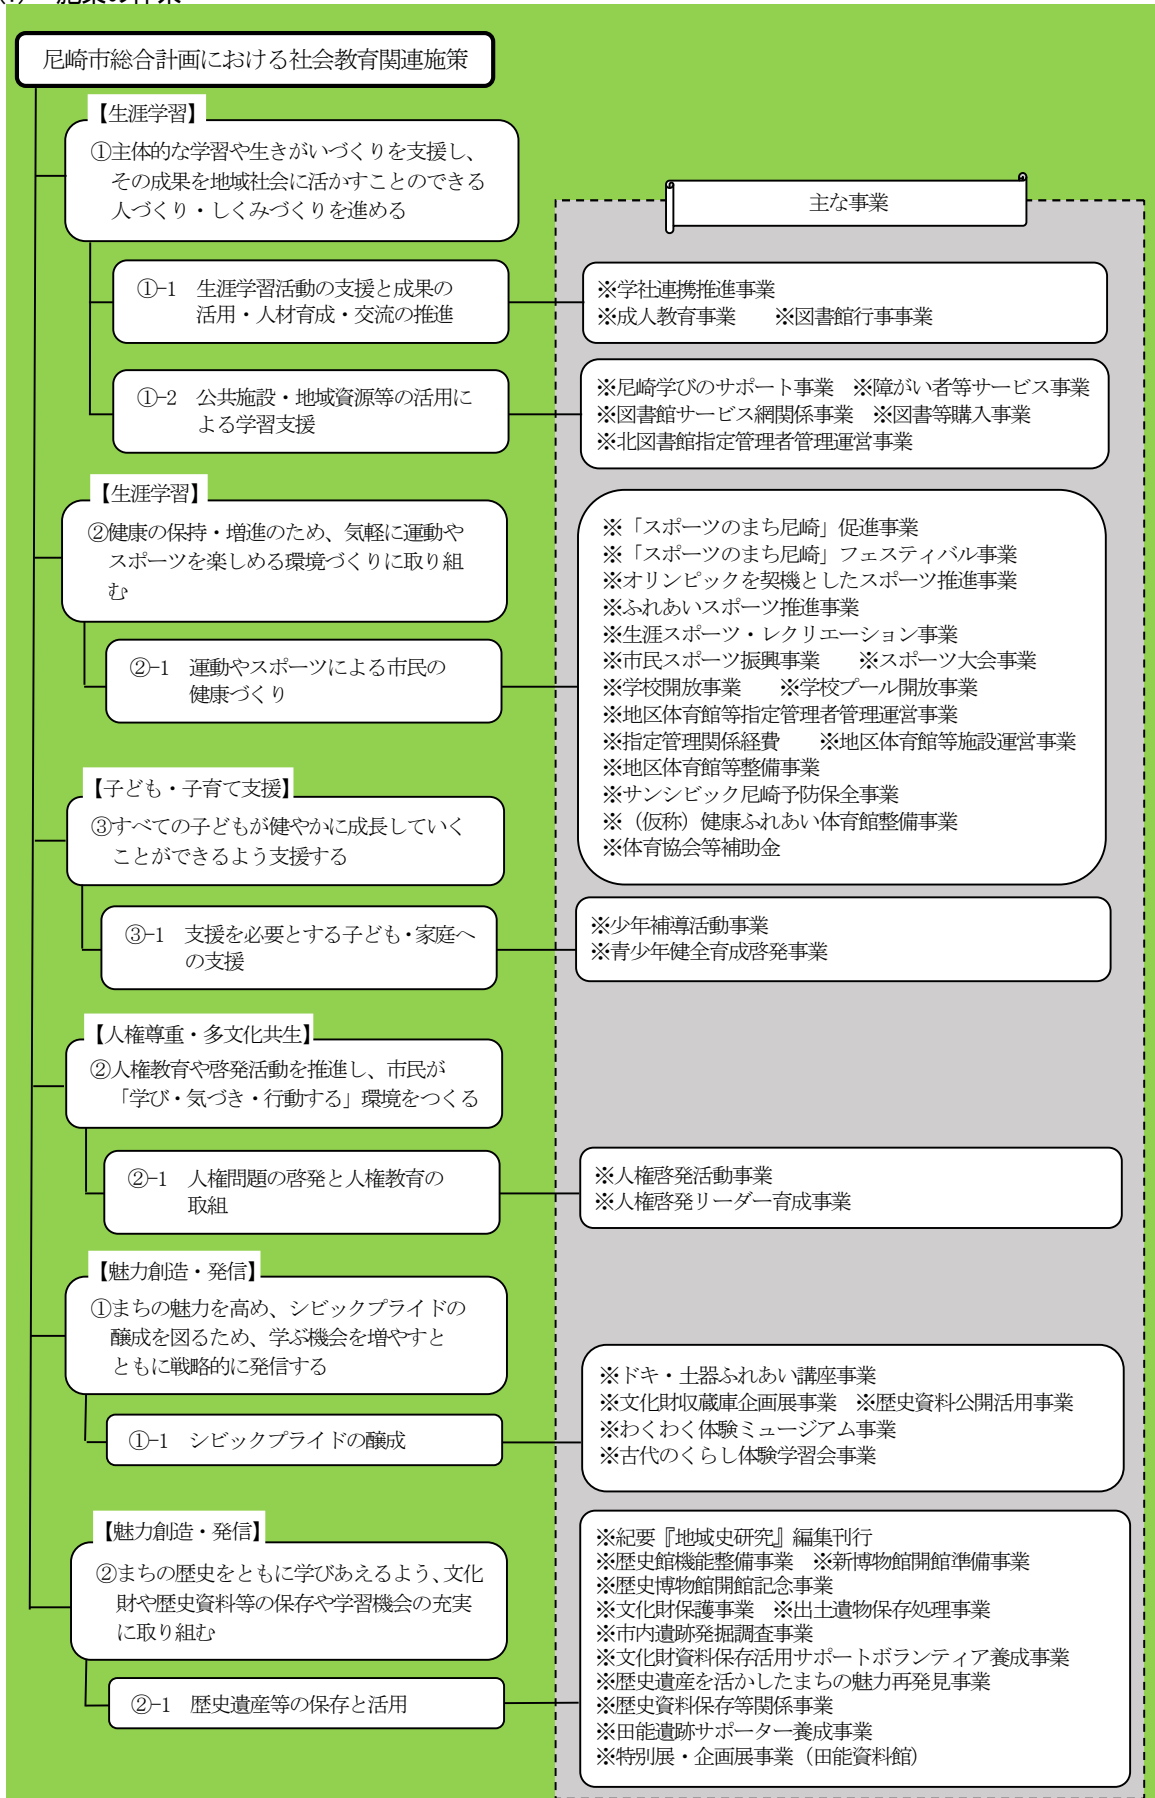 尼崎市総合計画における社会教育関連施策
【生涯学習】
①主体的な学習や生きがいづくりを支援し、
その成果を地域社会に活かすことのできる
人づくり・しくみづくりを進める
主な事業
①-1 生涯学習活動の支援と成果の
活用・人材育成・交流の推進
※学社連携推進事業
※成人教育事業 ※図書館行事事業
①-2 公共施設・地域資源等の活用に
よる学習支援
※尼崎学びのサポート事業 ※障がい者等サービス事業
※図書館サービス網関係事業 ※図書等購入事業
※北図書館指定管理者管理運営事業
【生涯学習】
②健康の保持・増進のため、気軽に運動や
スポーツを楽しめる環境づくりに取り組
む
②-1 運動やスポーツによる市民の
健康づくり
※「スポーツのまち尼崎」促進事業
※「スポーツのまち尼崎」フェスティバル事業
※オリンピックを契機としたスポーツ推進事業
※ふれあいスポーツ推進事業
※生涯スポーツ・レクリエーション事業
※市民スポーツ振興事業 ※スポーツ大会事業
※学校開放事業 ※学校プール開放事業
※地区体育館等指定管理者管理運営事業
※指定管理関係経費 ※地区体育館等施設運営事業
※地区体育館等整備事業
※サンシビック尼崎予防保全事業
※（仮称）健康ふれあい体育館整備事業
※体育協会等補助金
【子ども・子育て支援】
③すべての子どもが健やかに成長していく
ことができるよう支援する
③-1 支援を必要とする子ども・家庭へ
の支援
※少年補導活動事業
※青少年健全育成啓発事業
【人権尊重・多文化共生】
②人権教育や啓発活動を推進し、市民が
「学び・気づき・行動する」環境をつくる
②-1 人権問題の啓発と人権教育の
取組
※人権啓発活動事業
※人権啓発リーダー育成事業
【魅力創造・発信】
①まちの魅力を高め、シビックプライドの
醸成を図るため、学ぶ機会を増やすと
ともに戦略的に発信する
①-1 シビックプライドの醸成
※ドキ・土器ふれあい講座事業
※文化財収蔵庫企画展事業 ※歴史資料公開活用事業
※わくわく体験ミュージアム事業
※古代のくらし体験学習会事業
【魅力創造・発信】
②まちの歴史をともに学びあえるよう、文化
財や歴史資料等の保存や学習機会の充実
に取り組む
②-1 歴史遺産等の保存と活用
※紀要『地域史研究』編集刊行
※歴史館機能整備事業 ※新博物館開館準備事業
※歴史博物館開館記念事業
※文化財保護事業 ※出土遺物保存処理事業
※市内遺跡発掘調査事業
※文化財資料保存活用サポートボランティア養成事業
※歴史遺産を活かしたまちの魅力再発見事業
※歴史資料保存等関係事業
※田能遺跡サポーター養成事業
※特別展・企画展事業（田能資料館）